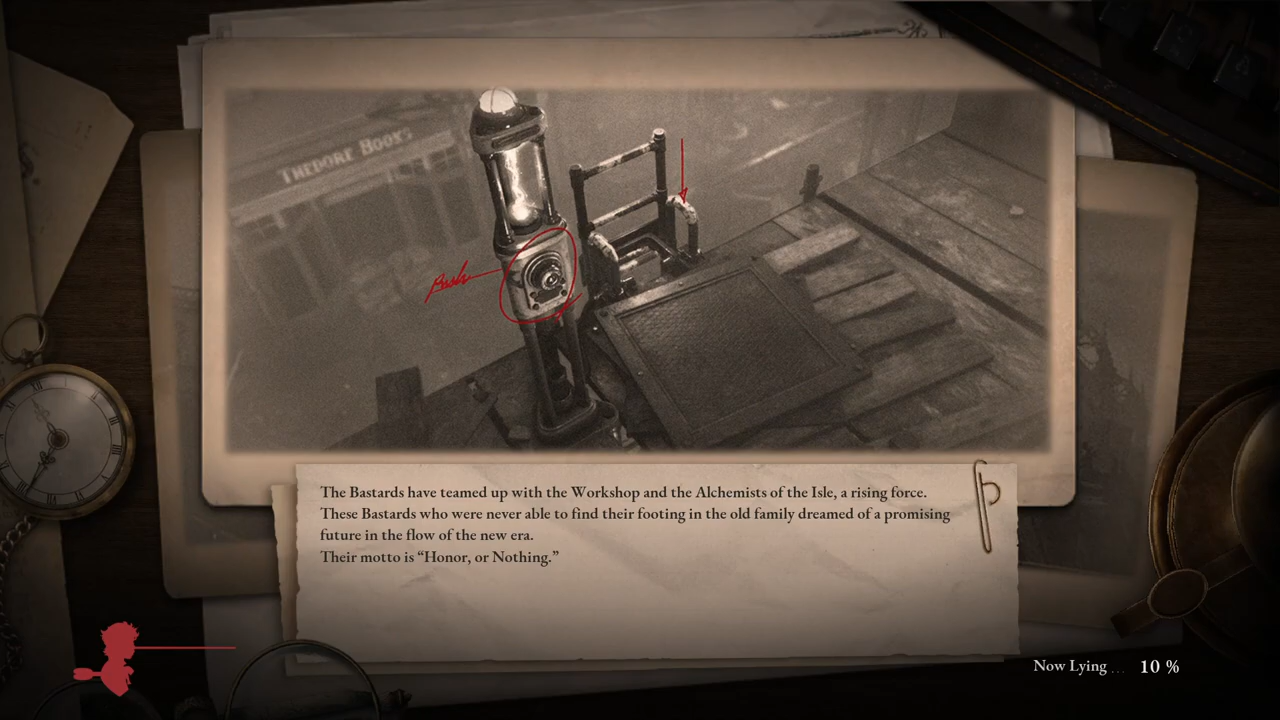 THEDORE BOOKS
Push
The Bastards have teamed up with the Workshop and the Alchemists of the Isle, a rising force.
These Bastards who were never able to find their footing in the old family dreamed of a promising
future in the flow of the new era.
Their motto is “Honor, or Nothing.”
Now Lying ... 10 %